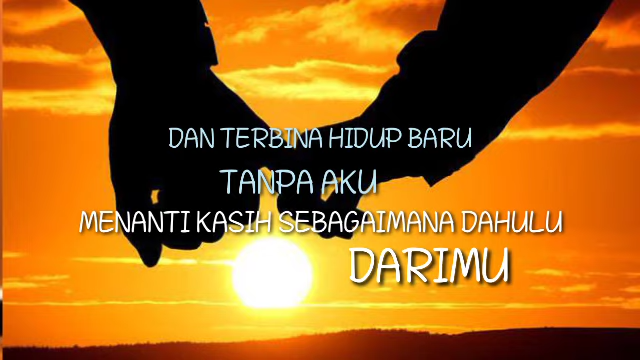 DAN TERBINA HIDUP BARU
TANPA AKU
MENANTI KASIH SEBAGAIMANA DAHULU
DARIMU